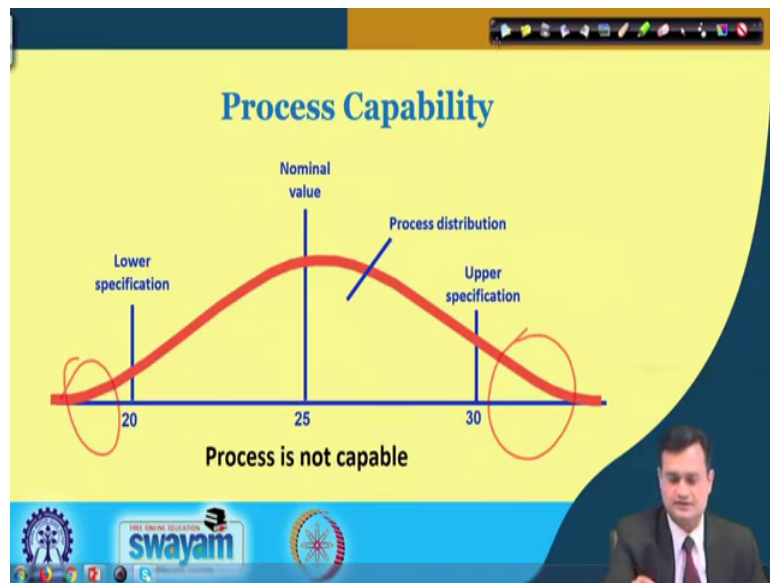 Process Capability
Nominal
value
Process distribution
Lower
specification
Upper
specification
20
25
30
Process is not capable
FREE ONLINE EDUCATION
swayam